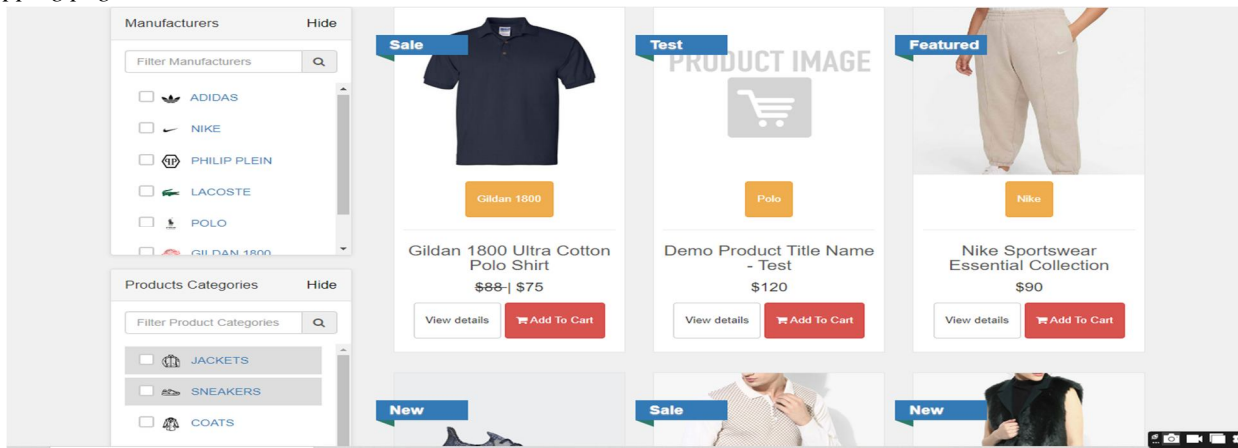 Manufacturers Hide
Filter Manufacturers
ADIDAS
NIKE
PHILIP PLEIN
LACOSTE
POLO
GILDAN 1800
Products Categories Hide
Filter Product Categories
JACKETS
SNEAKERS
COATS
Sale
Gildan 1800
Gildan 1800 Ultra Cotton
Polo Shirt
$88 | $75
View details Add To Cart
Test
PRODUCT IMAGE
Polo
Demo Product Title Name
- Test
$120
View details Add To Cart
Featured
Nike
Nike Sportswear
Essential Collection
$90
View details Add To Cart
New
Sale
New